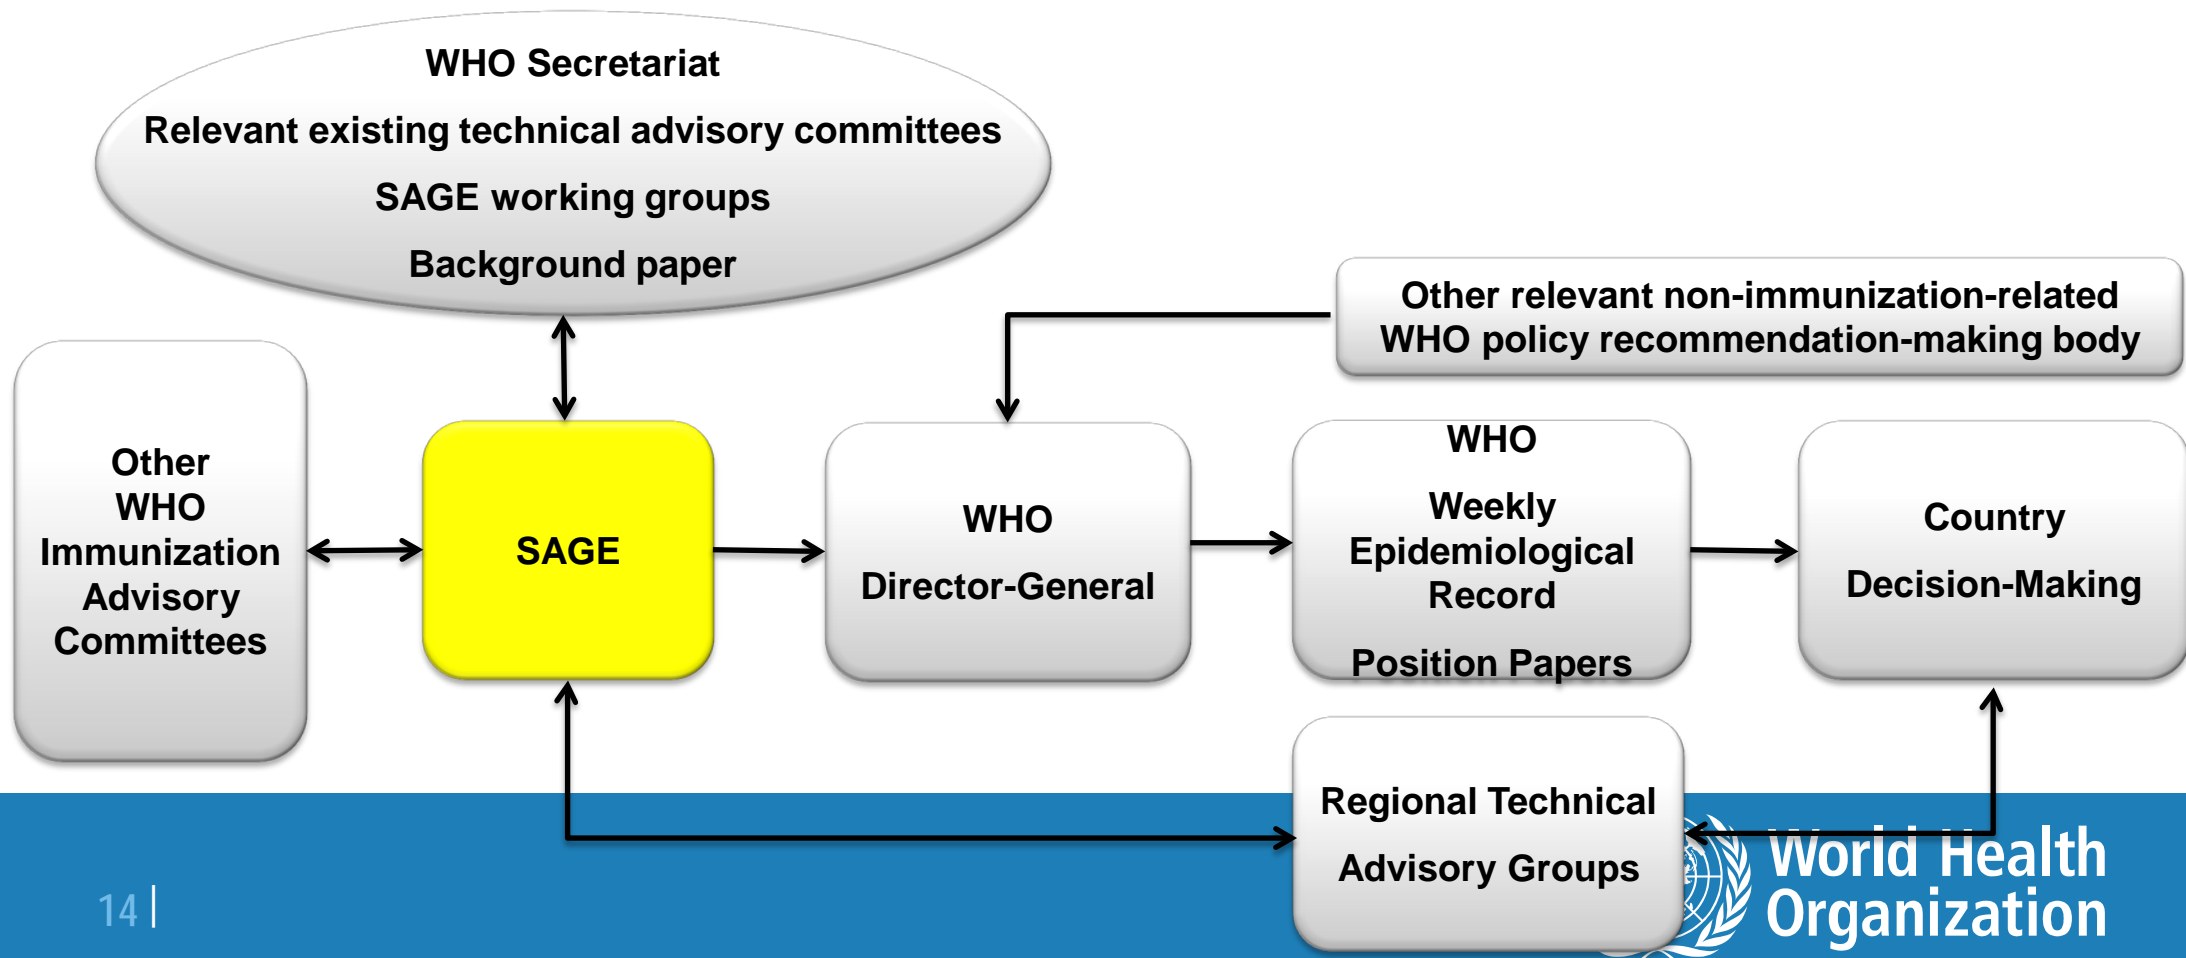 WHO Secretariat
Relevant existing technical advisory committees
SAGE working groups
Background paper
Other relevant non-immunization-related
WHO policy recommendation-making body
Other
WHO
Immunization
Advisory
Committees
SAGE
WHO
Director-General
WHO
Weekly
Epidemiological
Record
Position Papers
Country
Decision-Making
Regional Technical
Advisory Groups
14 |
World Health
Organization